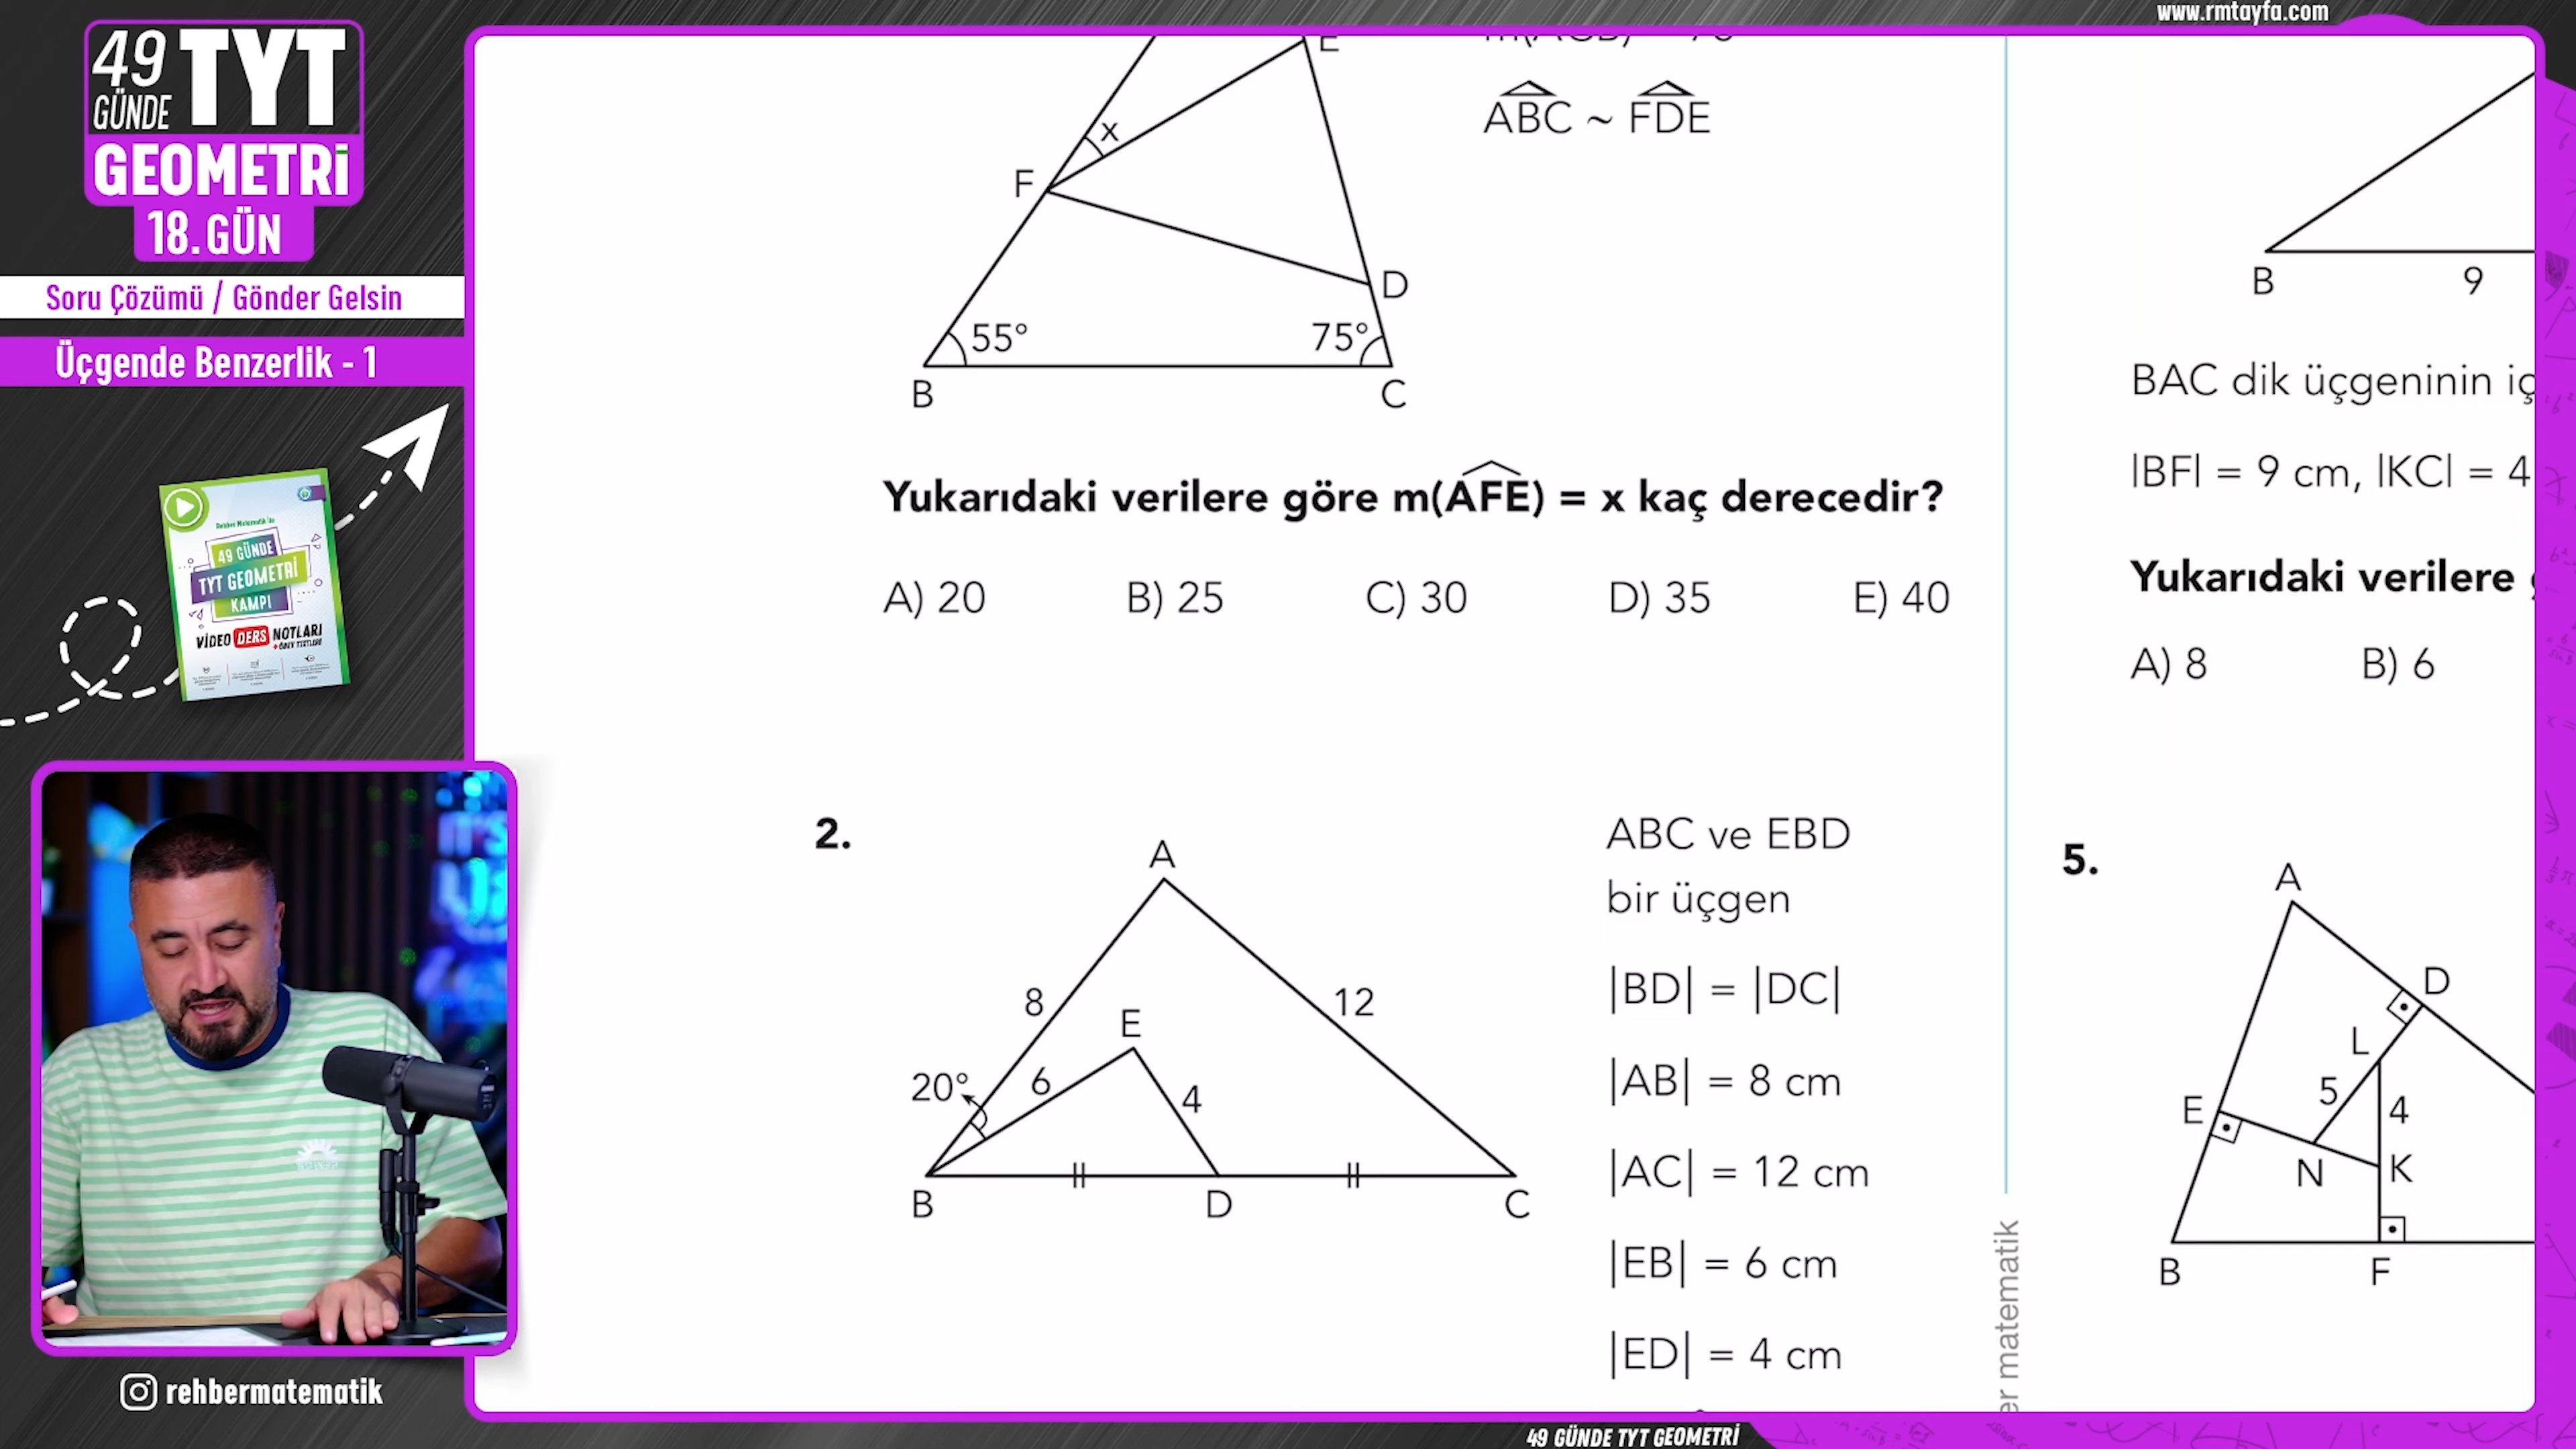 www.rmtayfa.com
49
GÜNDE
TYT
GEOMETRİ
18. GÜN
Soru Çözümü / Gönder Gelsin
Üçgende Benzerlik - 1
49 GÜNDE
TYT GEOMETRİ
KAMPI
VİDEO DERS NOTLARI
rehbermatematik
E
x
F
D
55°
75°
B
C
ABC ~ FDE
Yukarıdaki verilere göre m(AFE) = x kaç derecedir?
A) 20
B) 25
C) 30
D) 35
E) 40
2.
A
8
12
E
6
4
20°
B
D
C
ABC ve EBD
bir üçgen
|BD| = |DC|
|AB| = 8 cm
|AC| = 12 cm
|EB| = 6 cm
|ED| = 4 cm
B
9
BAC dik üçgeninin iç
|BF| = 9 cm, |KC| = 4
Yukarıdaki verilere
A) 8
B) 6
5.
A
D
L
5
4
E
N
K
B
F
er matematik
49 GÜNDE TYT GEOMETRİ